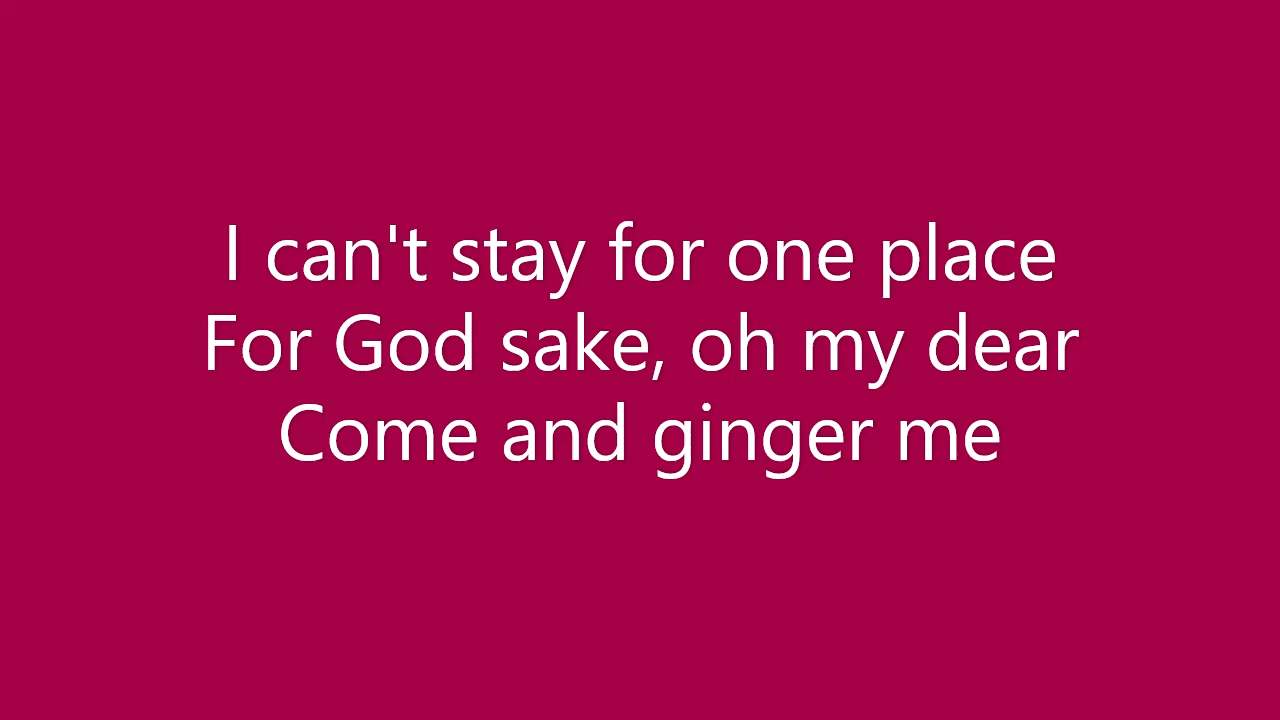 I can't stay for one place
For God sake, oh my dear
Come and ginger me